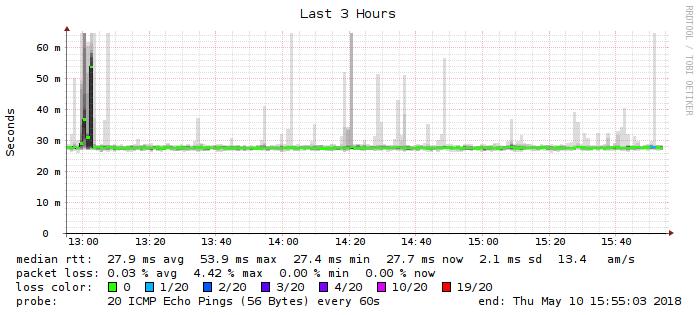 Last 3 Hours
RRDTOOL / TOBI OETIKER
Seconds
60 m
50 m
40 m
30 m
20 m
10 m
0
13:00 13:20 13:40 14:00 14:20 14:40 15:00 15:20 15:40
median rtt: 27.9 ms avg 53.9 ms max 27.4 ms min 27.7 ms now 2.1 ms sd 13.4 am/s
packet loss: 0.03 % avg 4.42 % max 0.00 % min 0.00 % now
loss color: 0 1/20 2/20 3/20 4/20 10/20 19/20
probe: 20 ICMP Echo Pings (56 Bytes) every 60s end: Thu May 10 15:55:03 2018